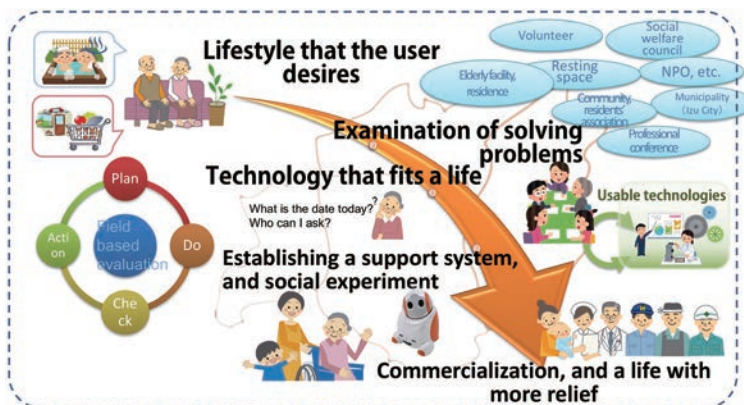 Lifestyle that the user
desires
Volunteer
Social
welfare
council
Elderly facility,
residence
Resting
space
NPO, etc.
Community,
residents'
association
Municipality
(Izu City)
Professional
conference
Examination of solving
problems
Technology that fits a life
What is the date today?
Who can I ask?
?
Usable technologies
Plan
Do
Che
ck
Acti
on
Field
based
evaluation
Establishing a support system,
and social experiment
Commercialization, and a life with
more relief